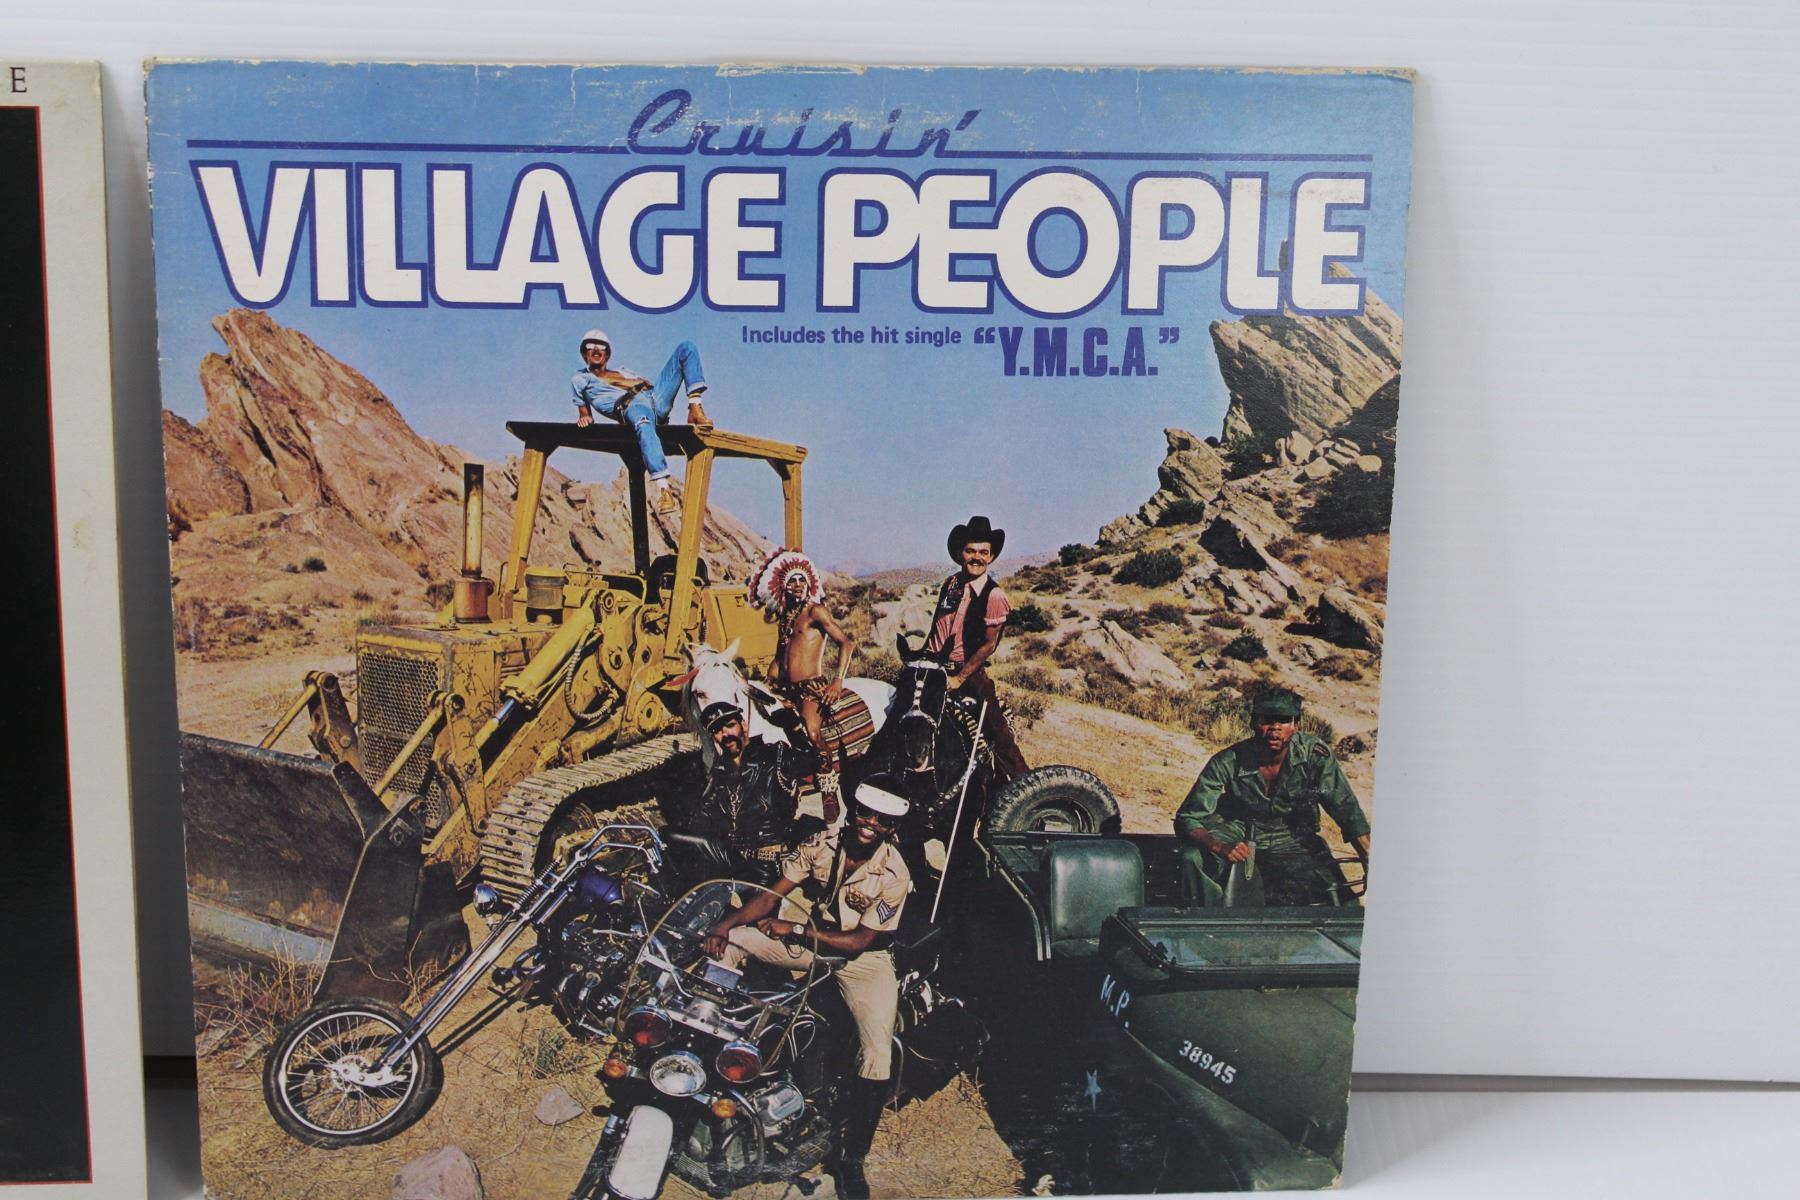 E
Cruisin'
VILLAGE PEOPLE
Includes the hit single "Y.M.C.A."
M.P.
38945